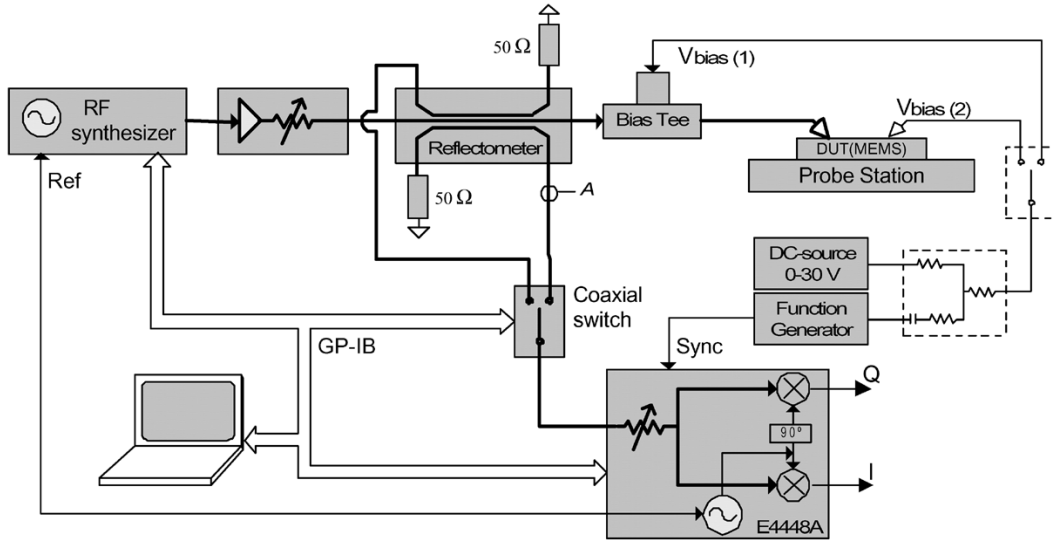 50 Ω
Vbias (1)
RF
synthesizer
Bias Tee
Vbias (2)
Reflectometer
DUT(MEMS)
Probe Station
Ref
50 Ω
A
DC-source
0-30 V
Coaxial
switch
Function
Generator
GP-IB
Sync
Q
90°
I
E4448A